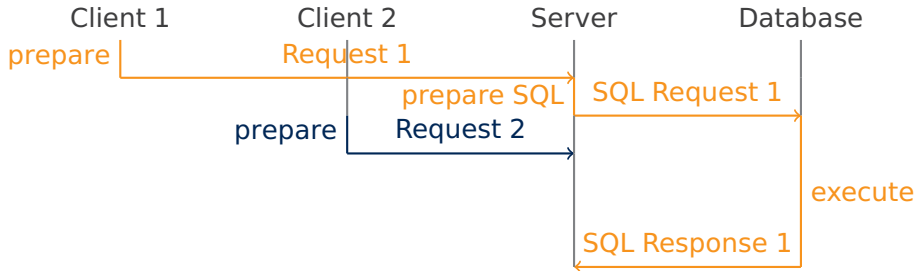 Client 1
Client 2
Server
Database
prepare
Request 1
prepare SQL
SQL Request 1
prepare
Request 2
execute
SQL Response 1